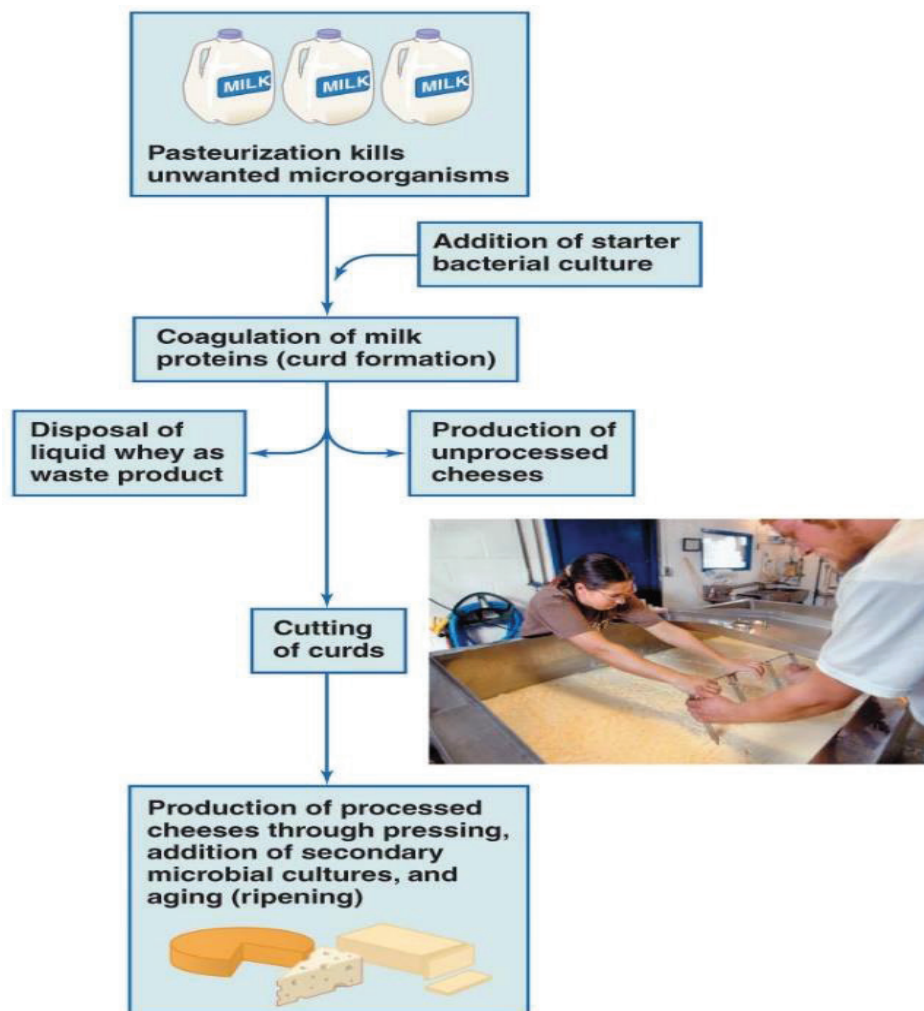 MILK MILK MILK
Pasteurization kills
unwanted microorganisms
Addition of starter
bacterial culture
Coagulation of milk
proteins (curd formation)
Disposal of
liquid whey as
waste product
Production of
unprocessed
cheeses
Cutting
of curds
Production of processed
cheeses through pressing,
addition of secondary
microbial cultures, and
aging (ripening)